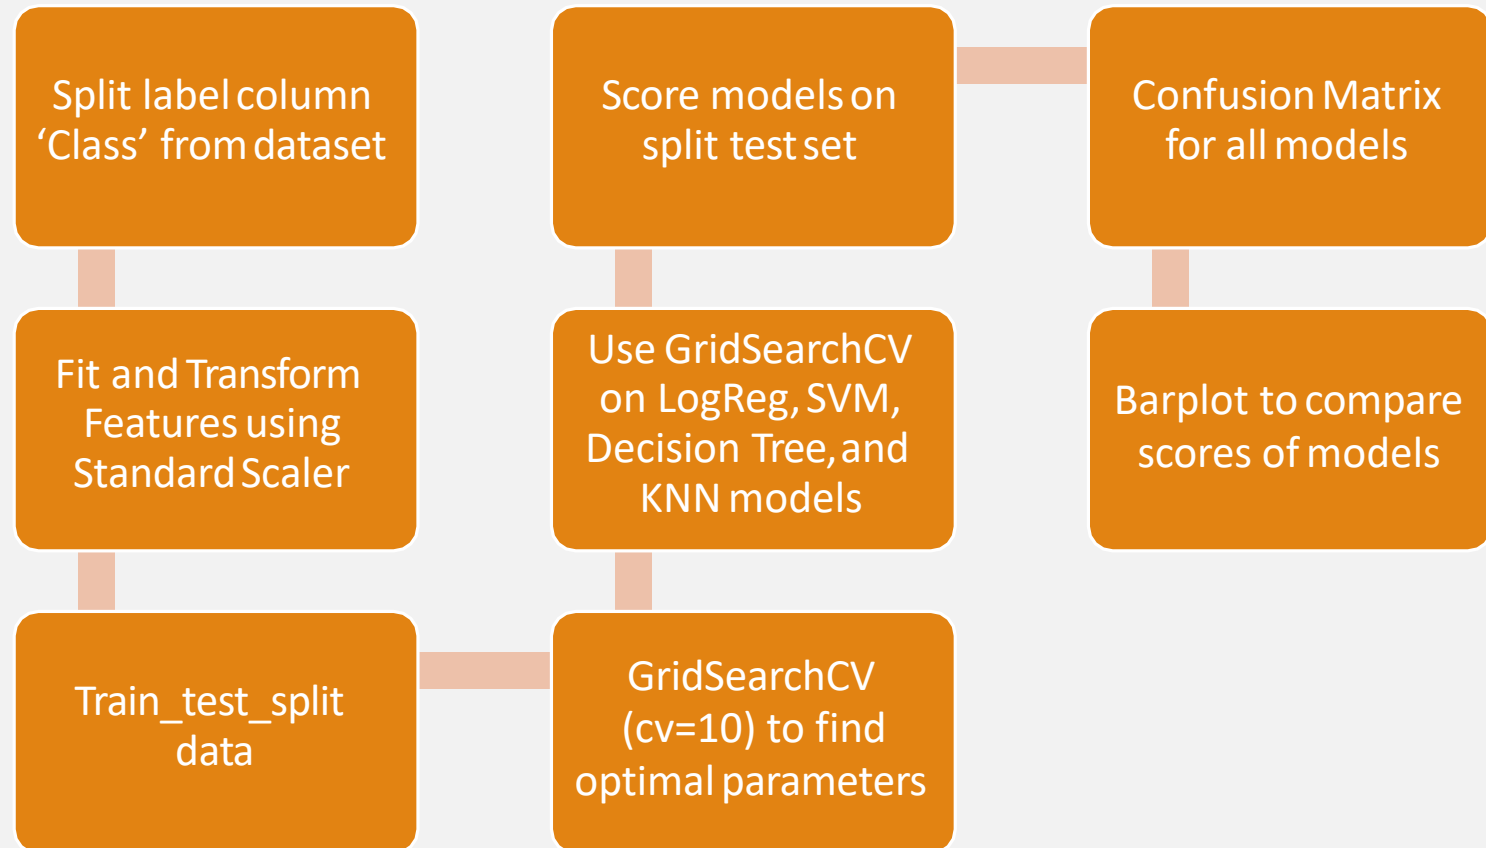 Split label column
‘Class’ from dataset
Fit and Transform
Features using
Standard Scaler
Train_test_split
data
GridSearchCV
(cv=10) to find
optimal parameters
Use GridSearchCV
on LogReg, SVM,
Decision Tree, and
KNN models
Score models on
split test set
Confusion Matrix
for all models
Barplot to compare
scores of models